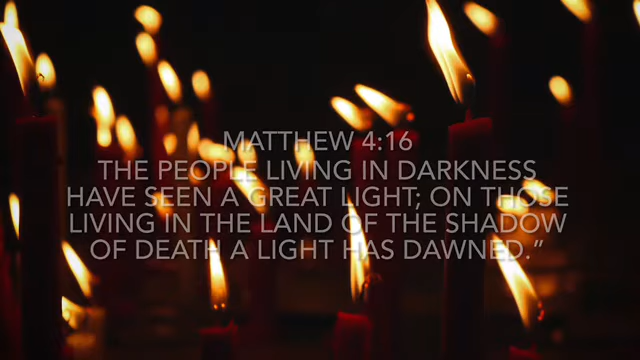 MATTHEW 4:16
THE PEOPLE LIVING IN DARKNESS
HAVE SEEN A GREAT LIGHT; ON THOSE
LIVING IN THE LAND OF THE SHADOW
OF DEATH A LIGHT HAS DAWNED.”